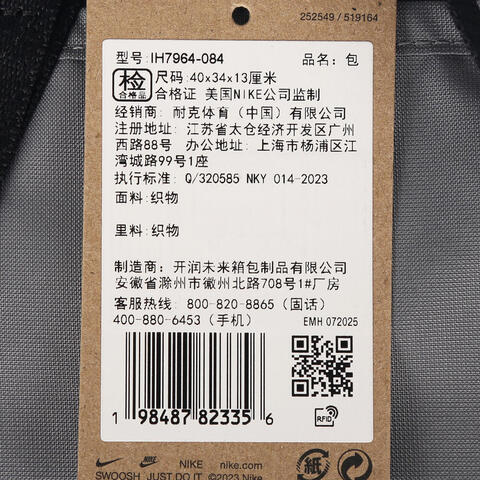 252549 / 519164
型号: IH7964-084 品名: 包
检 合格品
尺码: 40x34x13厘米
合格证 美国NIKE公司监制
经销商: 耐克体育（中国）有限公司
注册地址: 江苏省太仓经济开发区广州
西路88号 办公地址: 上海市杨浦区江
湾城路99号1座
执行标准: Q/320585 NKY 014-2023
面料: 织物
里料: 织物
制造商: 开润未来箱包制品有限公司
安徽省滁州市徽州北路708号1#厂房
客服热线: 800-820-8865（固话）
400-880-6453（手机）
EMH 072025
1 98487 82335 6
RFID
NIKE nike.com
SWOOSH JUST DO IT ©2023 Nike
紙